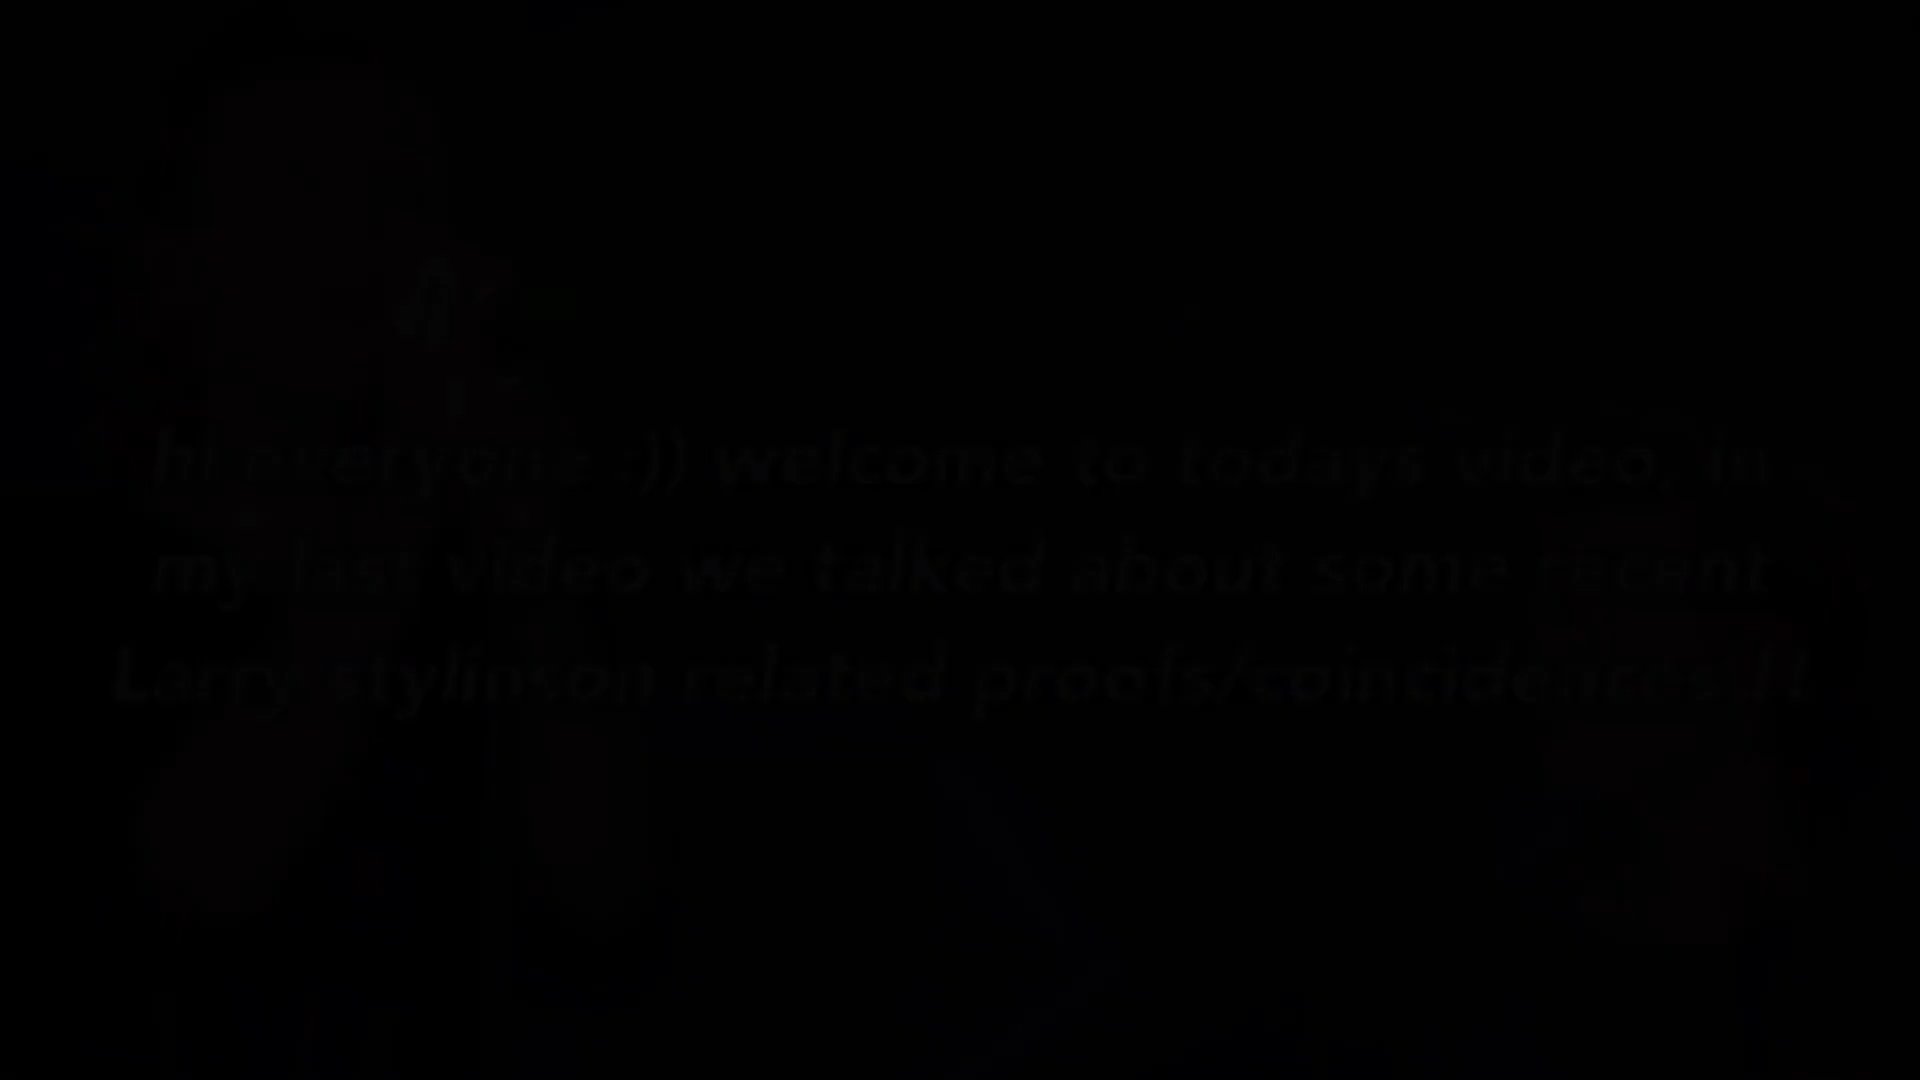 hi everyone :)) welcome to todays video, in
my last video we talked about some recent
Larry stylinson related proofs/coincidences !!